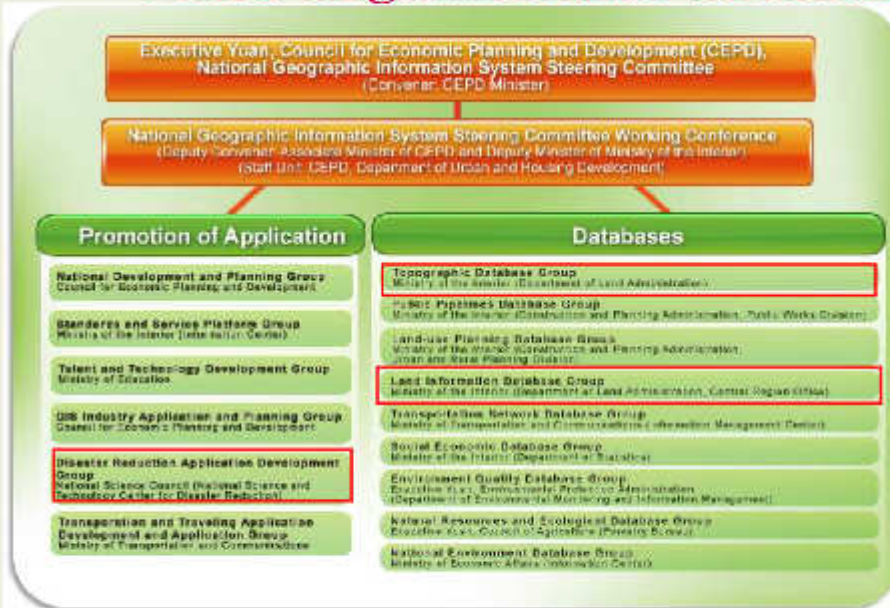 Executive Yuan, Council for Economic Planning and Development (CEPD),
National Geographic Information System Steering Committee
(Convener, CEPD Minister)
National Geographic Information System Steering Committee Working Conference
(Deputy Convener, Associate Minister of CEPD and Deputy Minister of Ministry of the Interior)
(Staff Unit: CEPD, Department of Urban and Housing Development)
Promotion of Application
National Development and Planning Group
Council for Economic Planning and Development
Standards and Service Platform Group
Ministry of the Interior (Information Center)
Talent and Technology Development Group
Ministry of Education
GIS Industry Application and Planning Group
Council for Economic Planning and Development
Disaster Reduction Application Development
Group
National Science Council (National Science and
Technology Center for Disaster Reduction)
Transporation and Traveling Application
Development and Application Group
Ministry of Transportation and Communications
Databases
Topographic Database Group
Ministry of the Interior (Department of Land Administration)
Public Pipelines Database Group
Ministry of the Interior (Construction and Planning Administration, Public Works Division)
Land-use Planning Database Group
Ministry of the Interior (Construction and Planning Administration,
Urban and Rural Planning Division)
Land Information Database Group
Ministry of the Interior (Department of Land Administration, Central Region Office)
Transportation Network Database Group
Ministry of Transportation and Communications (Information Management Center)
Social Economic Database Group
Ministry of the Interior (Department of Statistics)
Environment Quality Database Group
Executive Yuan, Environmental Protection Administration
(Department of Environmental Monitoring and Information Management)
Natural Resources and Ecological Database Group
Executive Yuan, Council of Agriculture (Forestry Bureau)
National Environment Database Group
Ministry of Economic Affairs (Information Center)